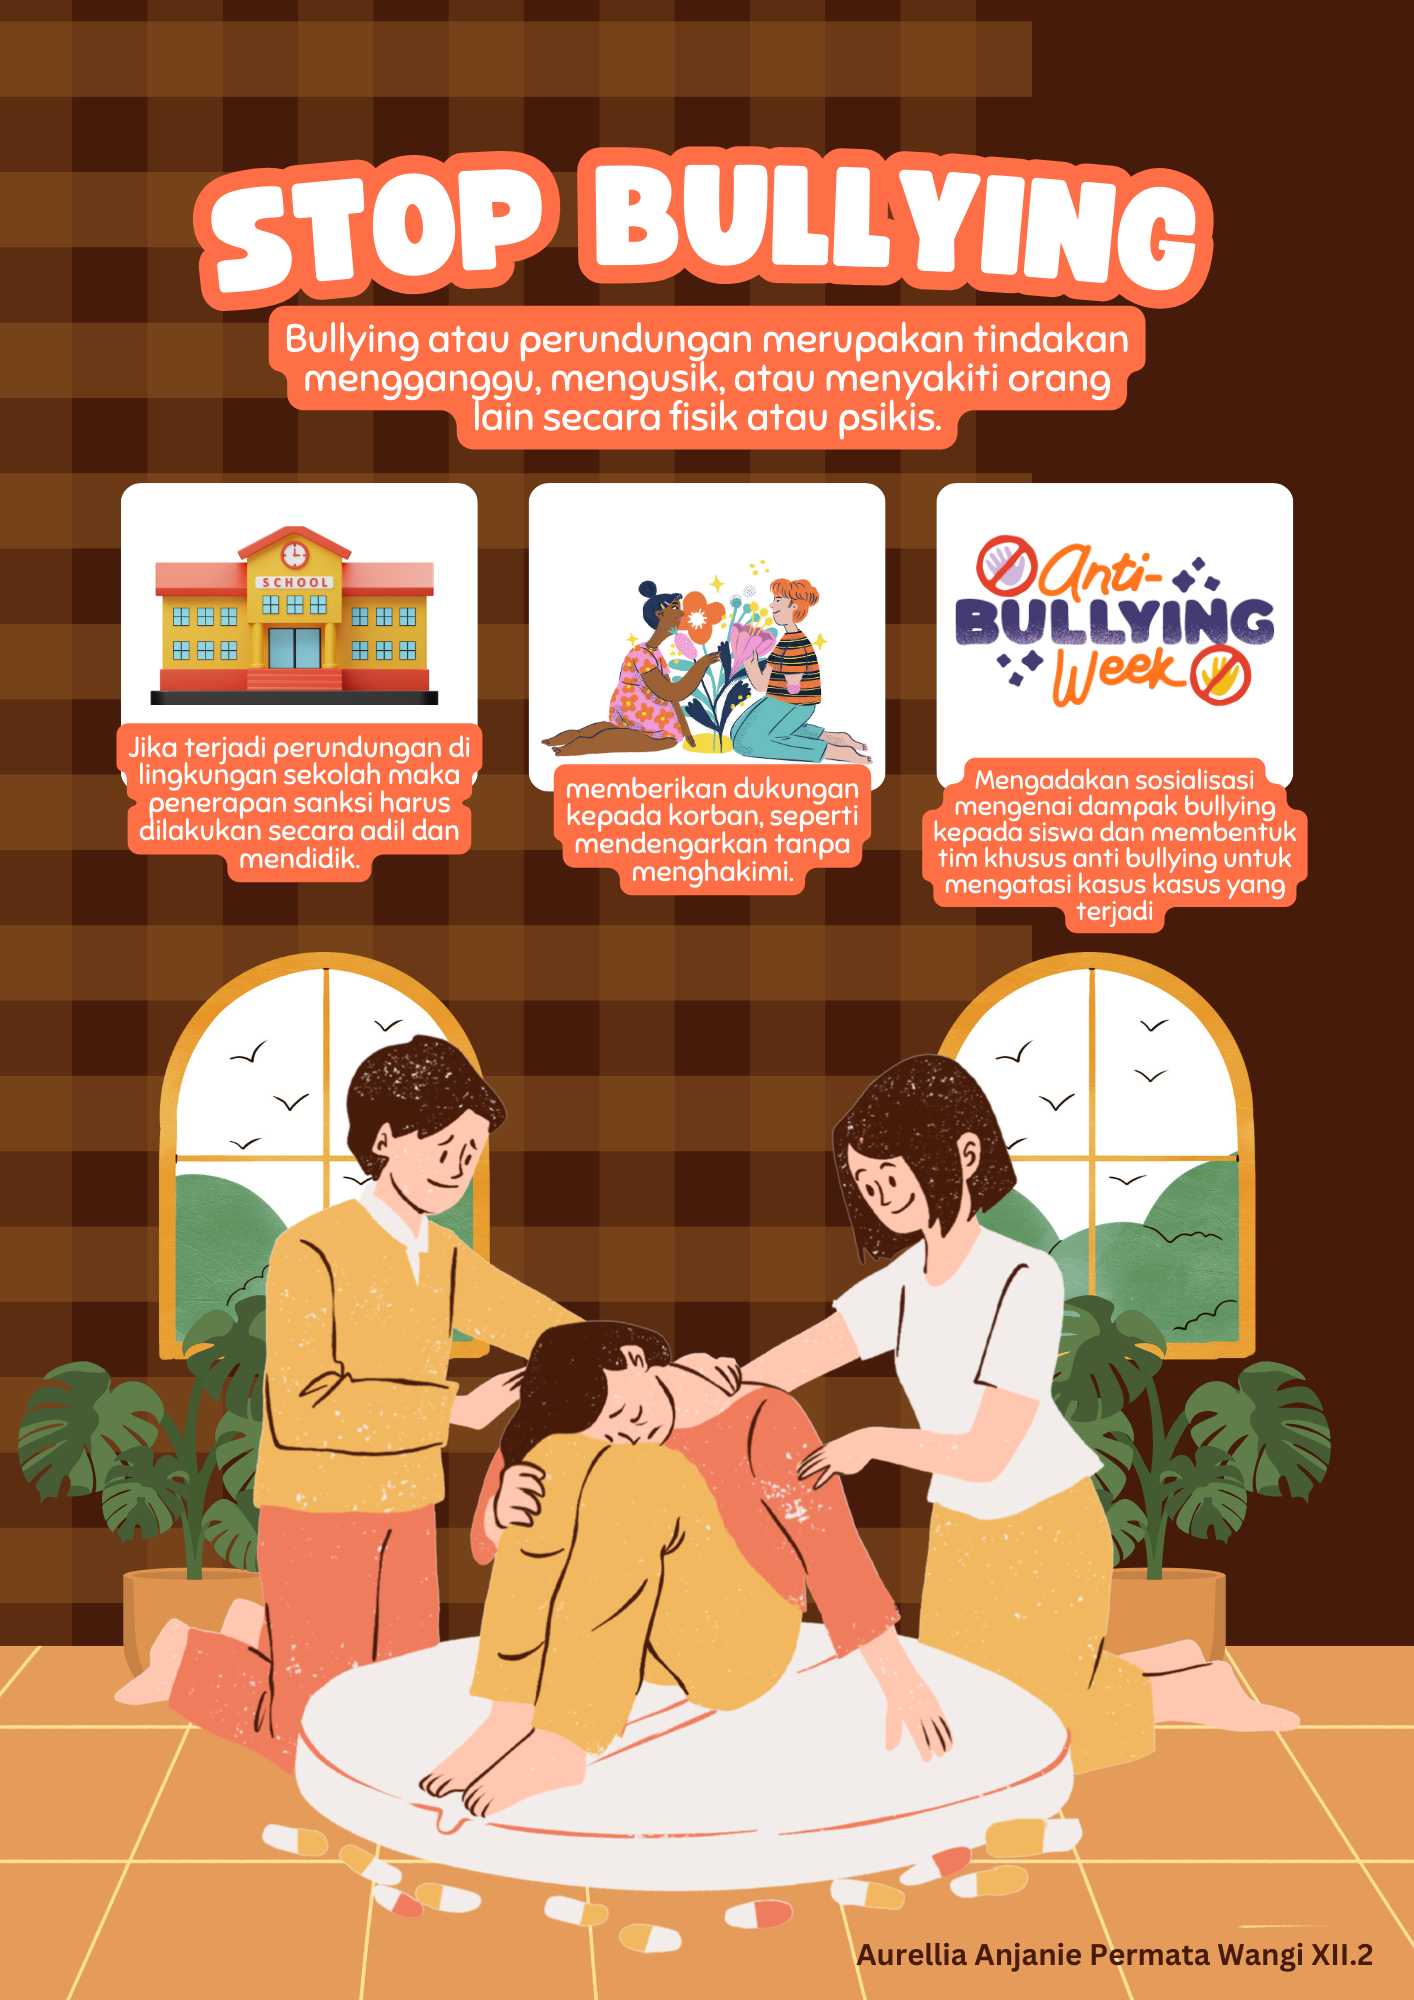 STOP BULLYING
Bullying atau perundungan merupakan tindakan
mengganggu, mengusik, atau menyakiti orang
lain secara fisik atau psikis.
SCHOOL
Jika terjadi perundungan di
lingkungan sekolah maka
penerapan sanksi harus
dilakukan secara adil dan
mendidik.
memberikan dukungan
kepada korban, seperti
mendengarkan tanpa
menghakimi.
Anti-
BULLYING
Week
Mengadakan sosialisasi
mengenai dampak bullying
kepada siswa dan membentuk
tim khusus anti bullying untuk
mengatasi kasus kasus yang
terjadi
Aurellia Anjanie Permata Wangi XII.2